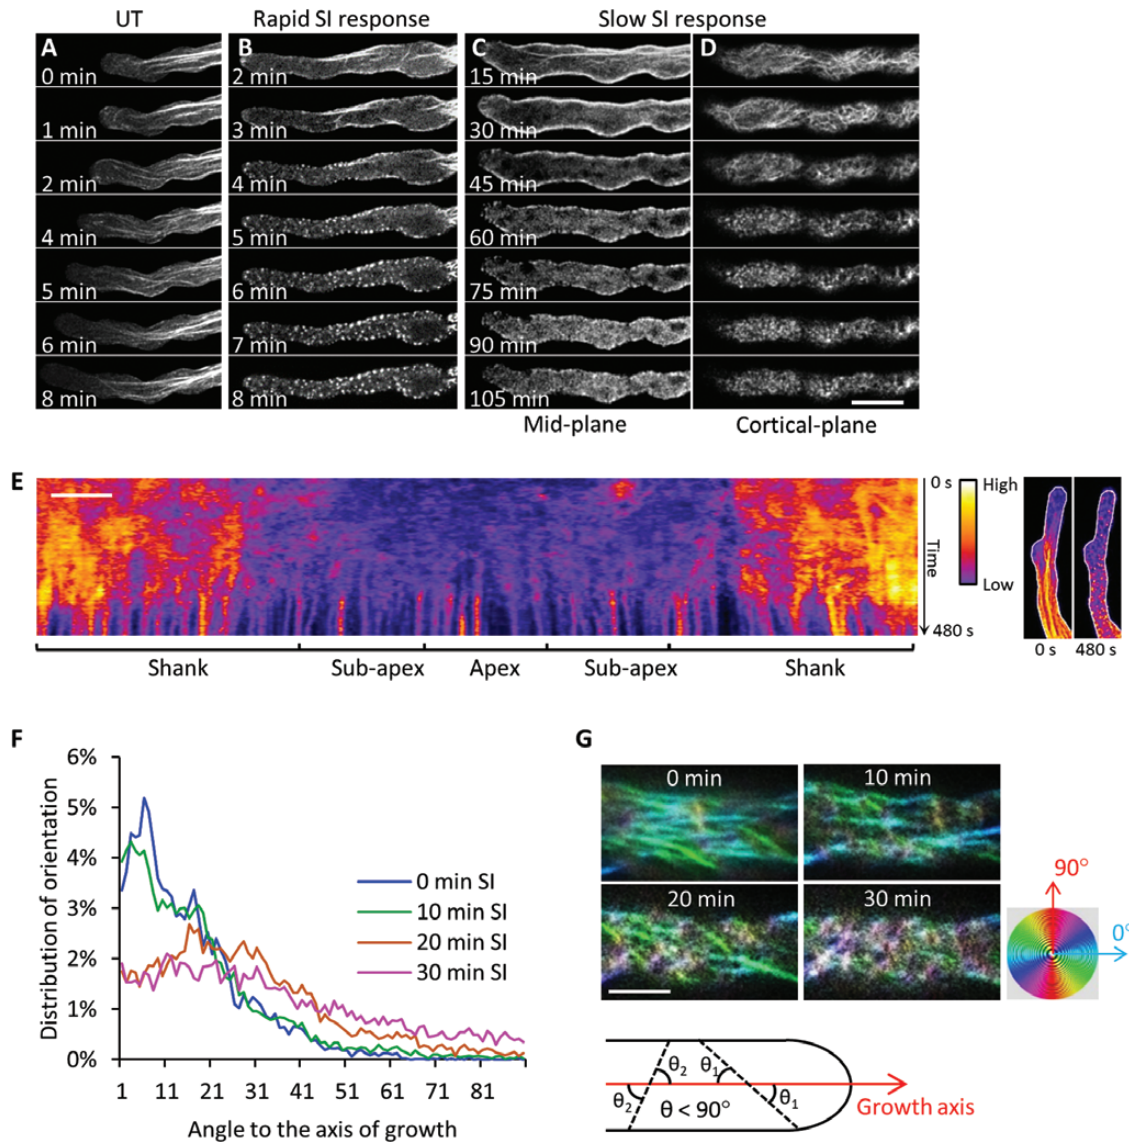 UT Rapid SI response Slow SI response
A B C D
0 min 2 min 15 min
1 min 3 min 30 min
2 min 4 min 45 min
4 min 5 min 60 min
5 min 6 min 75 min
6 min 7 min 90 min
8 min 8 min 105 min
Mid-plane Cortical-plane
E
0 s High
Time
Low
480 s
0 s 480 s
Shank Sub-apex Apex Sub-apex Shank
F
6%
5%
4%
3%
2%
1%
0%
Distribution of orientation
0 min SI
10 min SI
20 min SI
30 min SI
1 11 21 31 41 51 61 71 81
Angle to the axis of growth
G
0 min 10 min
20 min 30 min
90°
0°
θ₂ θ₁
θ₂ θ < 90° θ₁
Growth axis